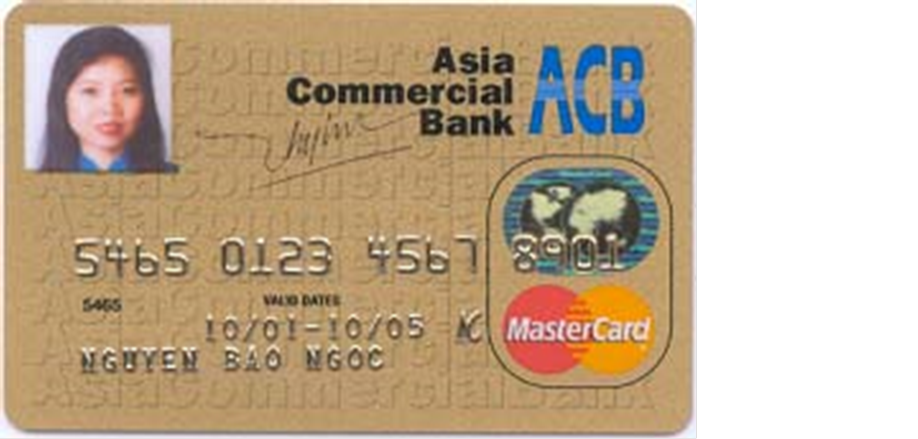 Asia
Commercial
Bank
ACB
5465 0123 4567 8901
5465
VALID DATES
10/01-10/05
NGUYEN BAO NGOC
MasterCard